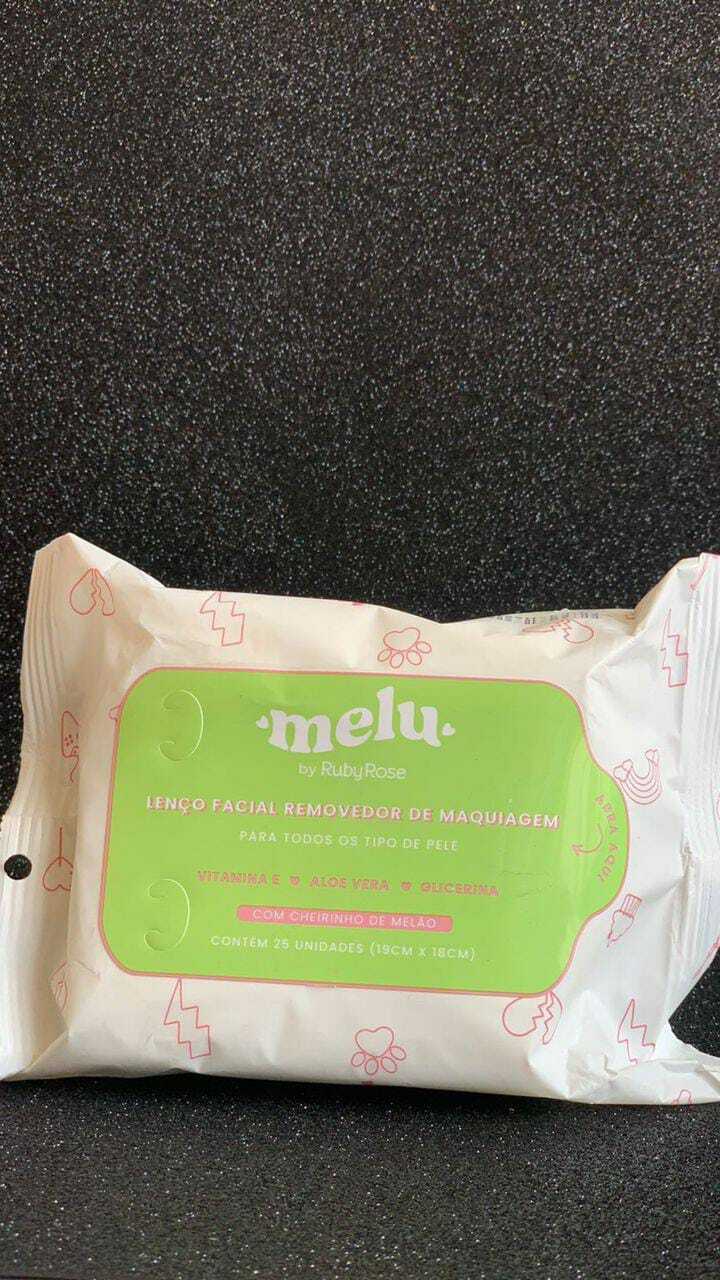 melu
by RubyRose
LENÇO FACIAL REMOVEDOR DE MAQUIAGEM
PARA TODOS OS TIPO DE PELE
VITAMINA E ALOE VERA GLICERINA
COM CHEIRINHO DE MELÃO
CONTÉM 25 UNIDADES (19CM X 18CM)
ABRA AQUI